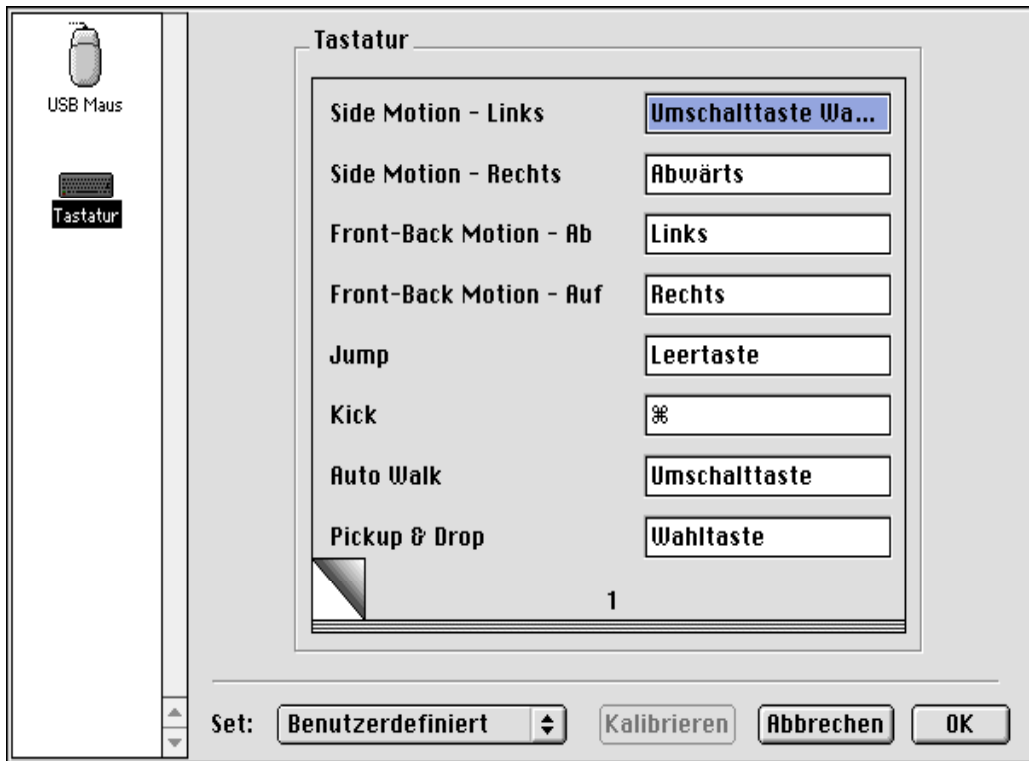 USB Maus
Tastatur
Tastatur
Side Motion - Links Umschalttaste Wa...
Side Motion - Rechts Abwärts
Front-Back Motion - Ab Links
Front-Back Motion - Auf Rechts
Jump Leertaste
Kick ⌘
Auto Walk Umschalttaste
Pickup & Drop Wahltaste
1
Set: Benutzerdefiniert Kalibrieren Abbrechen OK